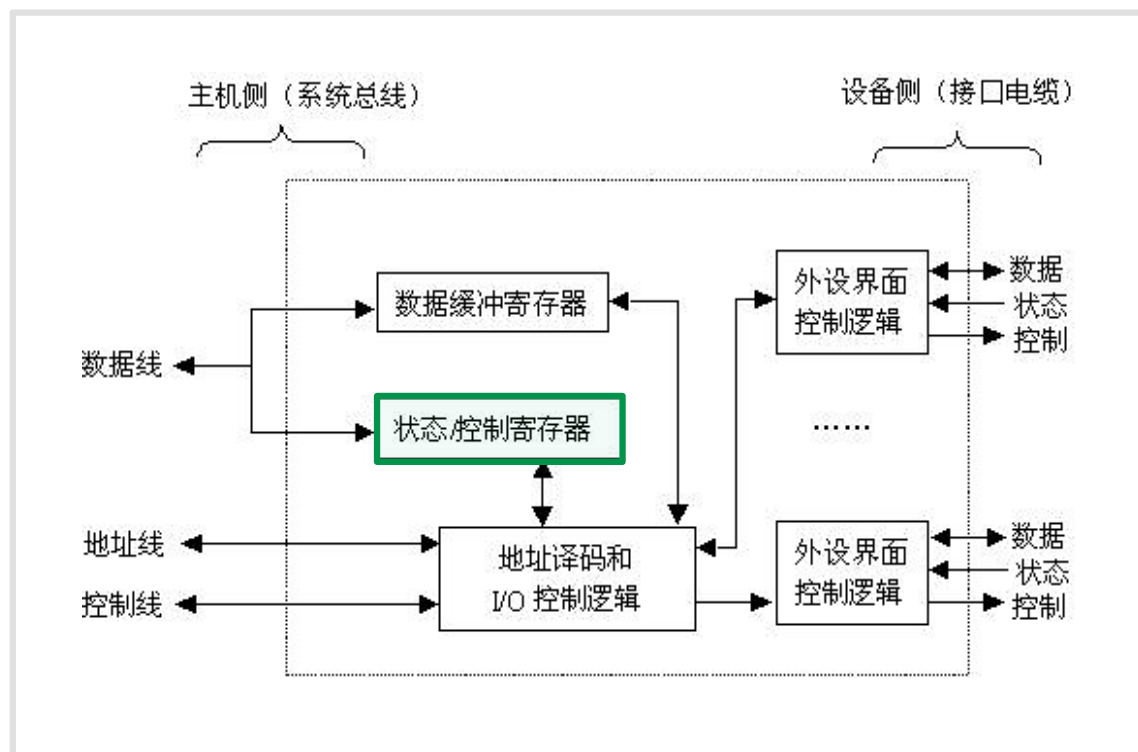 主机侧（系统总线）
设备侧（接口电缆）
数据缓冲寄存器
外设界面
控制逻辑
数据
状态
控制
数据线
状态/控制寄存器
……
地址线
控制线
地址译码和
I/O 控制逻辑
外设界面
控制逻辑
数据
状态
控制